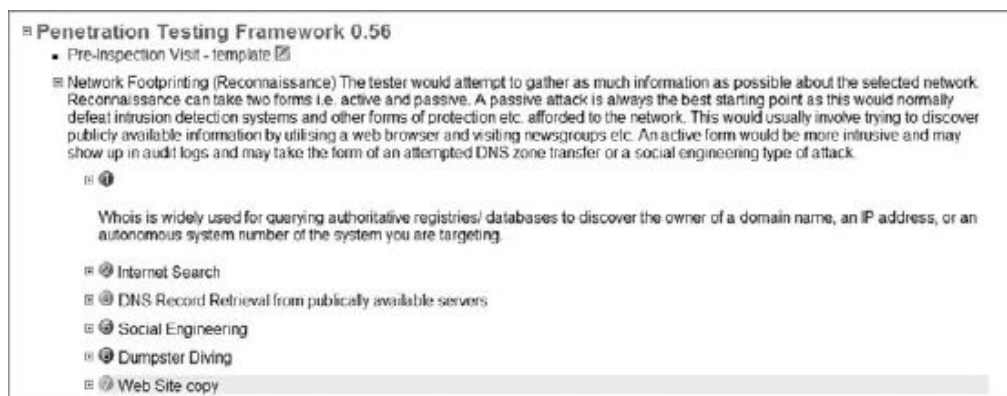 Penetration Testing Framework 0.56
Pre-Inspection Visit - template
Network Footprinting (Reconnaissance) The tester would attempt to gather as much information as possible about the selected network.
Reconnaissance can take two forms i.e. active and passive. A passive attack is always the best starting point as this would normally
defeat intrusion detection systems and other forms of protection etc. afforded to the network. This would usually involve trying to discover
publicly available information by utilising a web browser and visiting newsgroups etc. An active form would be more intrusive and may
show up in audit logs and may take the form of an attempted DNS zone transfer or a social engineering type of attack.
Whois is widely used for querying authoritative registries/ databases to discover the owner of a domain name, an IP address, or an
autonomous system number of the system you are targeting.
Internet Search
DNS Record Retrieval from publically available servers
Social Engineering
Dumpster Diving
Web Site copy